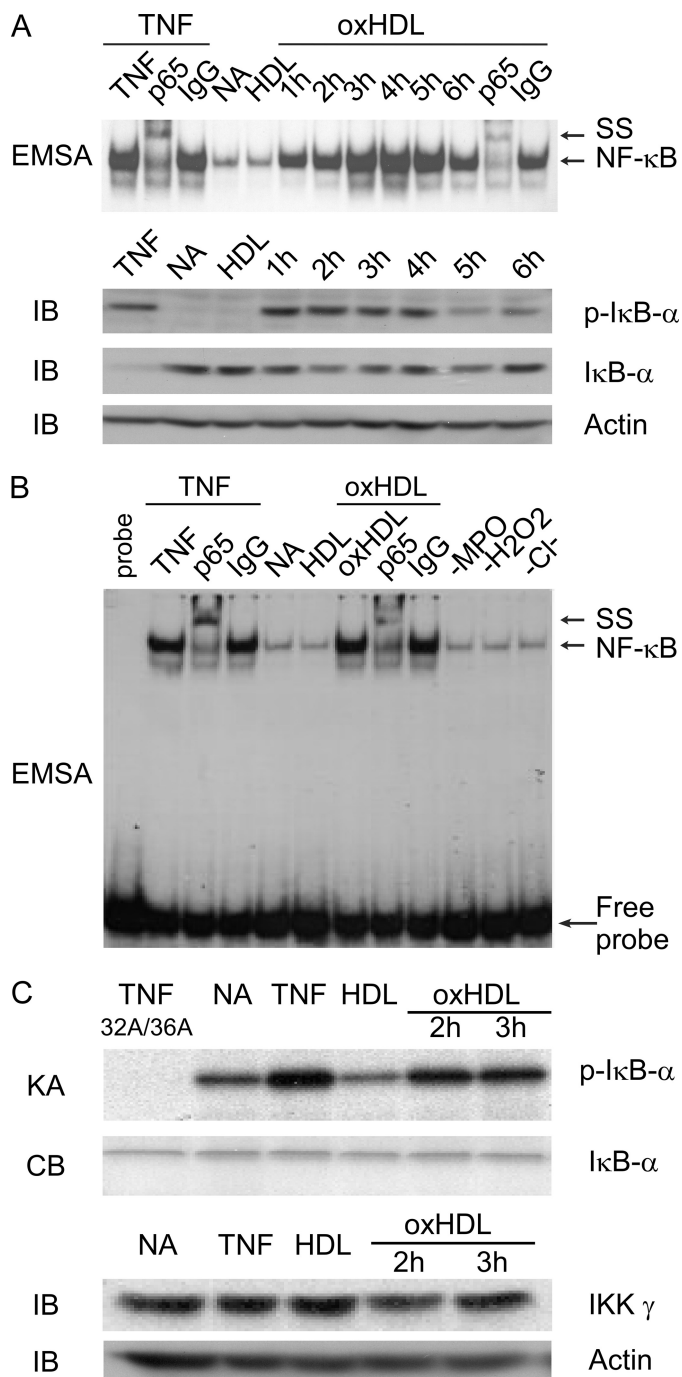 A
TNF oxHDL
TNF p65 IgG NA HDL 1h 2h 3h 4h 5h 6h p65 IgG
EMSA
SS
NF-κB
TNF NA HDL 1h 2h 3h 4h 5h 6h
IB p-IκB-α
IB IκB-α
IB Actin
B
TNF oxHDL
probe TNF p65 IgG NA HDL oxHDL p65 IgG -MPO -H2O2 -Cl-
SS
NF-κB
EMSA
Free
probe
C
TNF NA TNF HDL oxHDL
32A/36A 2h 3h
KA p-IκB-α
CB IκB-α
oxHDL
NA TNF HDL 2h 3h
IB IKK γ
IB Actin